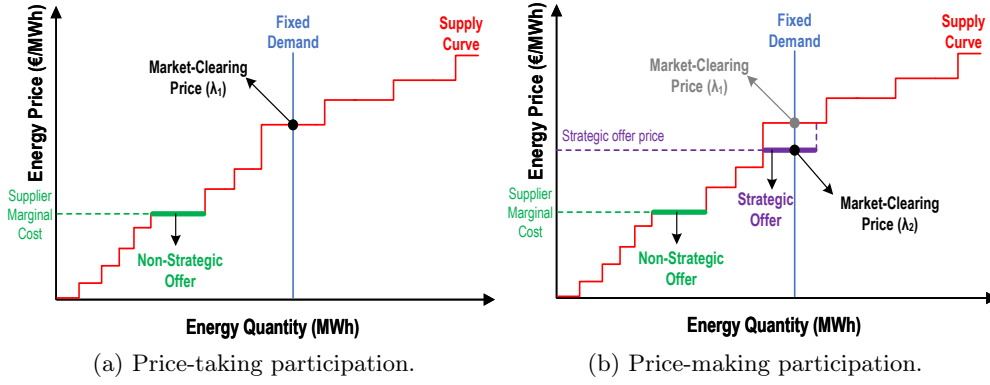 Energy Price (€/MWh)
Fixed
Demand
Supply
Curve
Market-Clearing
Price (λ₁)
Supplier
Marginal
Cost
Non-Strategic
Offer
Energy Quantity (MWh)
(a) Price-taking participation.
Energy Price (€/MWh)
Fixed
Demand
Supply
Curve
Market-Clearing
Price (λ₁)
Strategic offer price
Strategic
Offer
Market-Clearing
Price (λ₂)
Supplier
Marginal
Cost
Non-Strategic
Offer
Energy Quantity (MWh)
(b) Price-making participation.